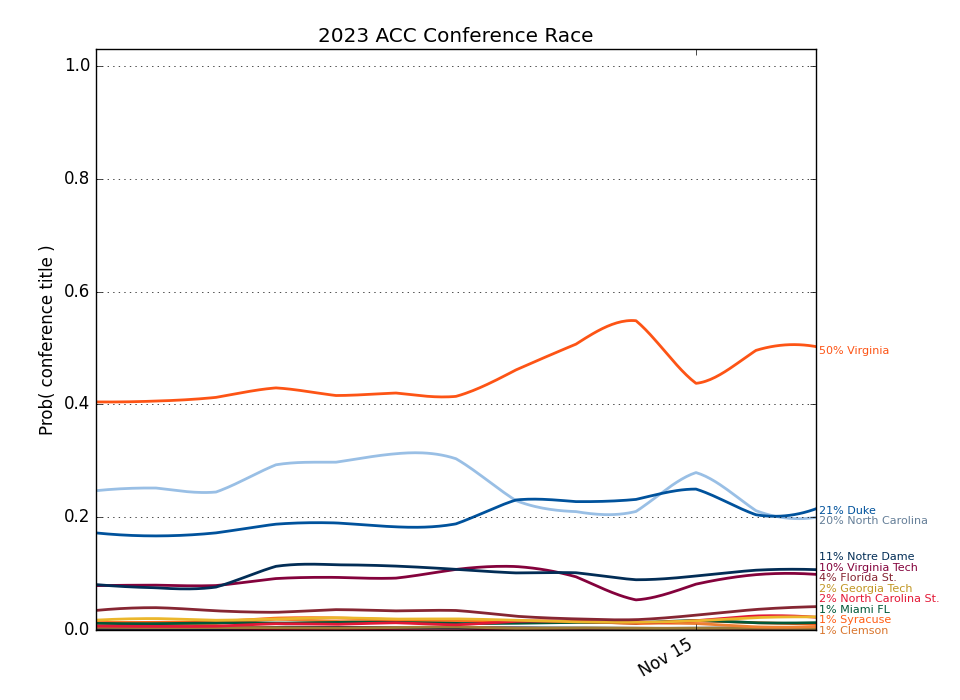 2023 ACC Conference Race
Prob( conference title )
1.0
0.8
0.6
0.4
0.2
0.0
Nov 15
50% Virginia
21% Duke
20% North Carolina
11% Notre Dame
10% Virginia Tech
4% Florida St.
2% Georgia Tech
2% North Carolina St.
1% Miami FL
1% Syracuse
1% Clemson